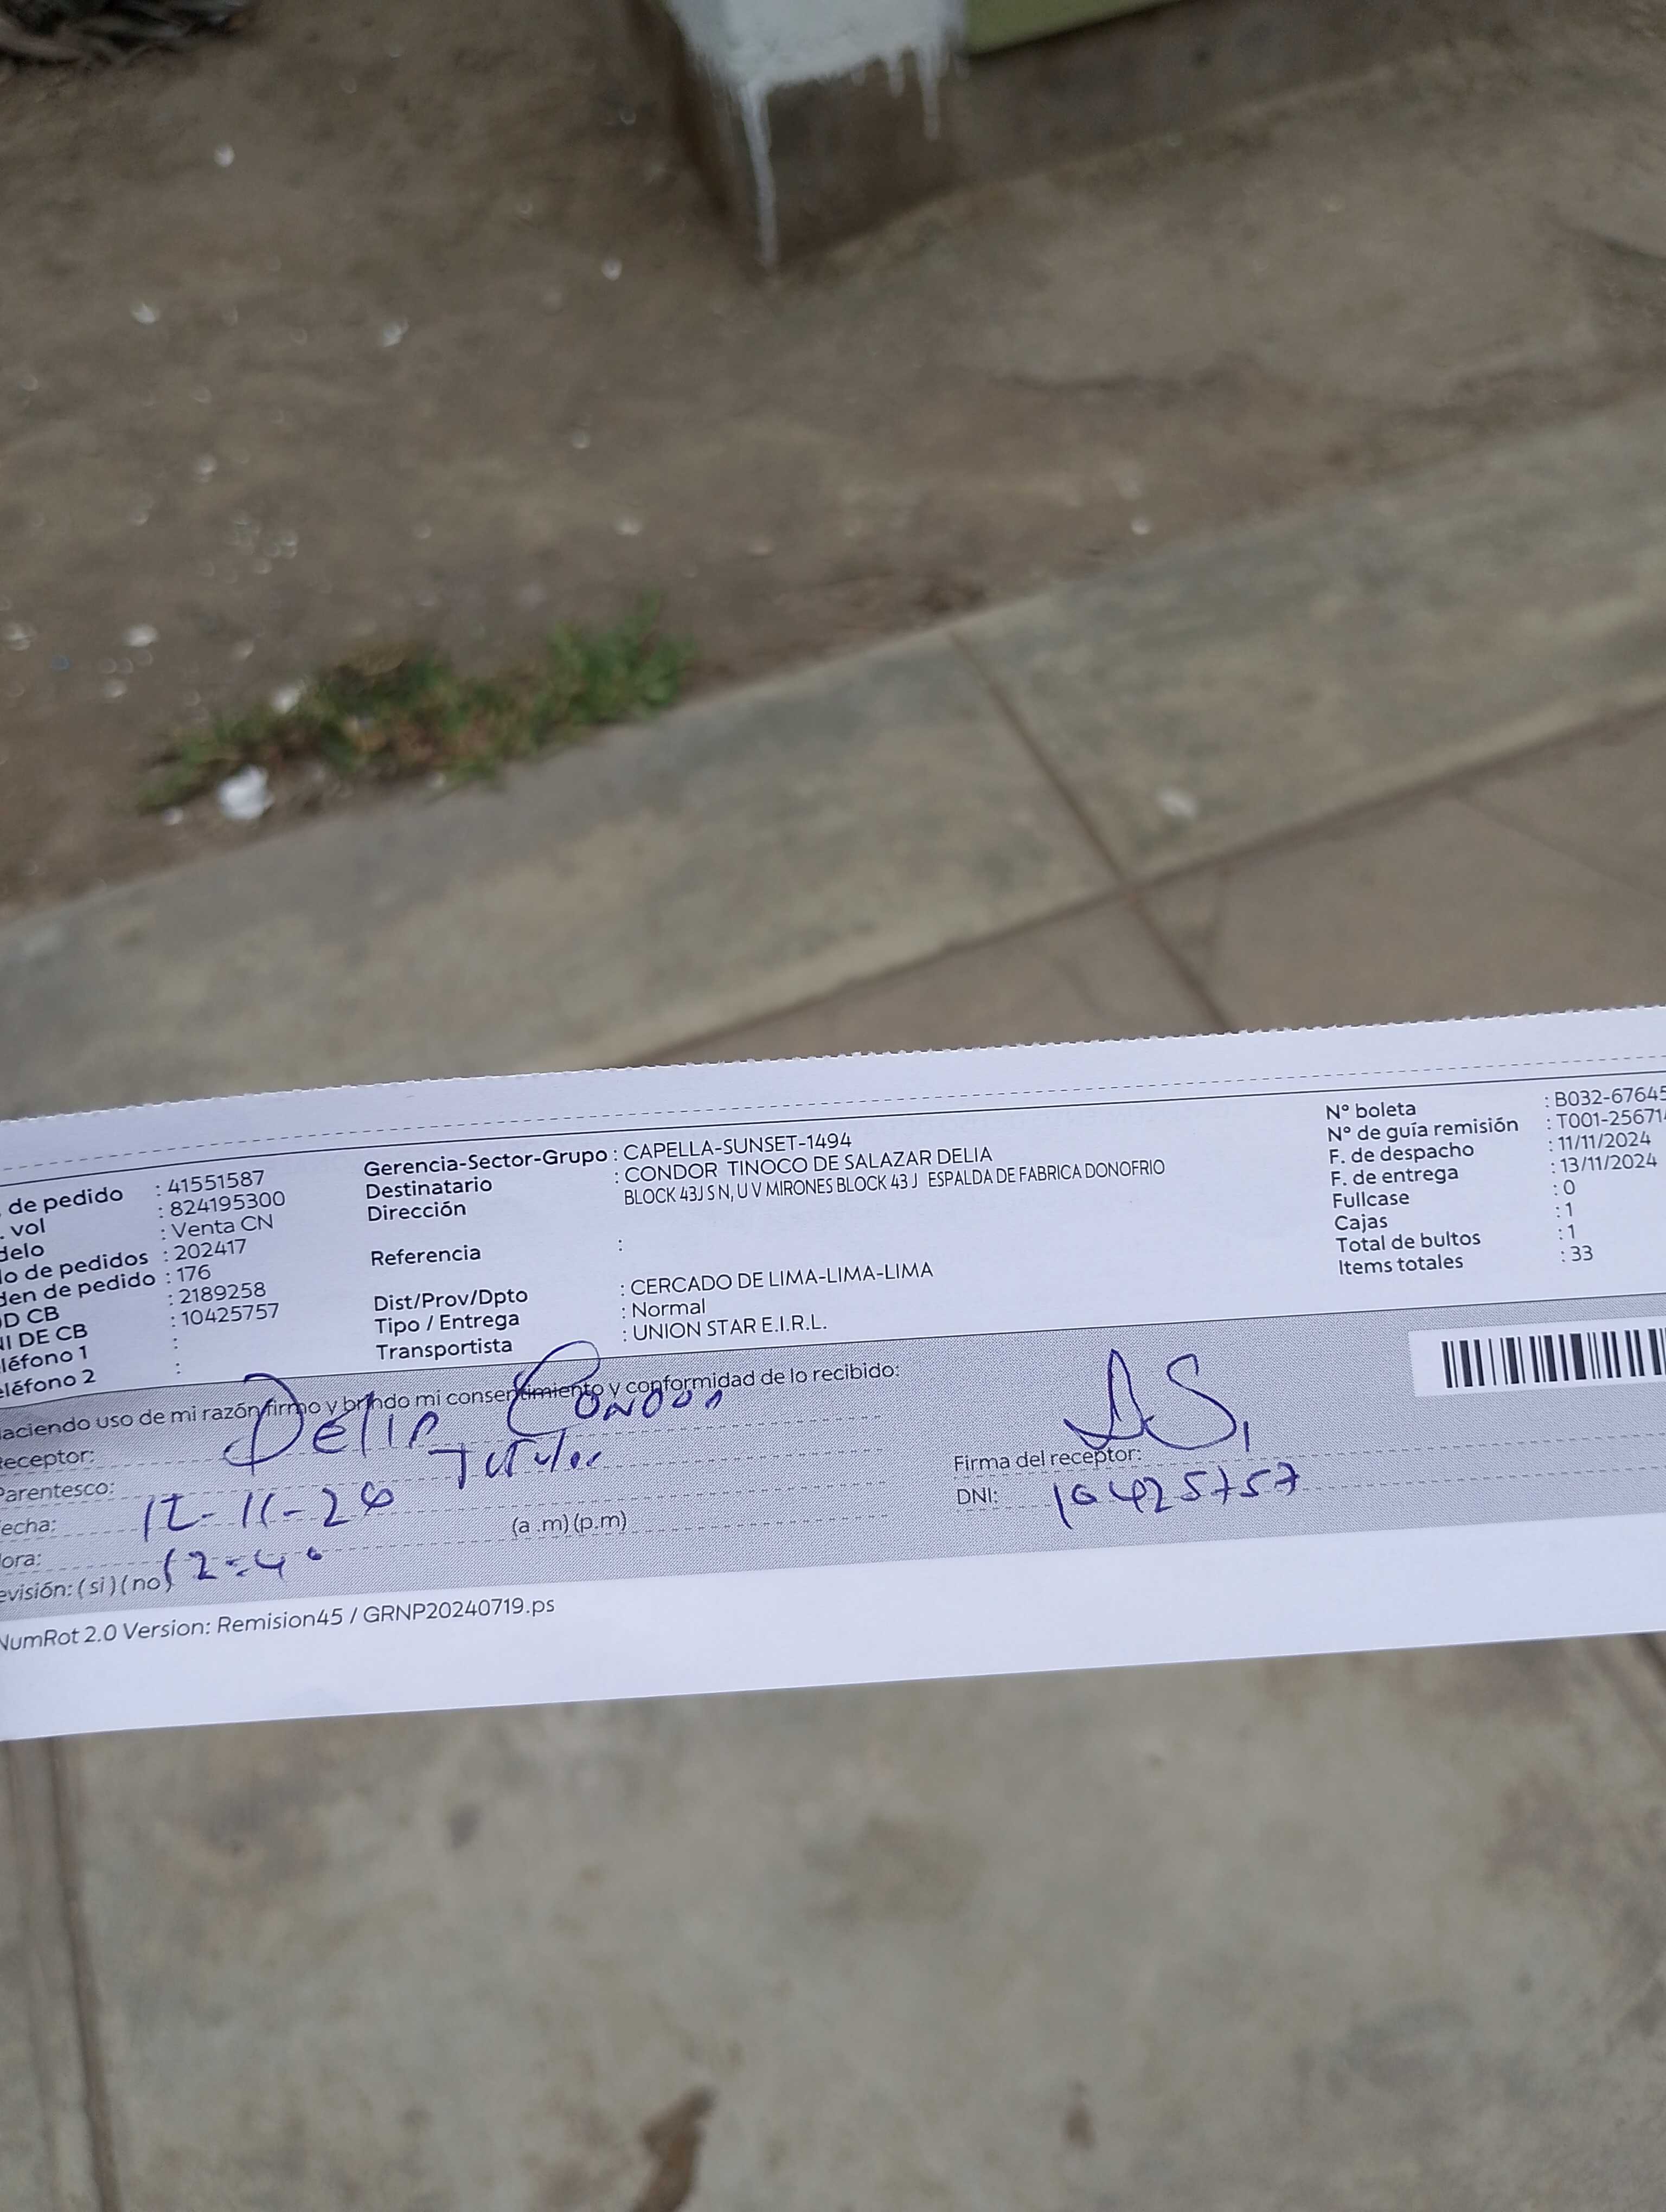 de pedido : 41551587
. vol : 824195300
delo : Venta CN
o de pedidos : 202417
den de pedido : 176
D CB : 2189258
NI DE CB : 10425757
léfono 1 :
eléfono 2 :
Gerencia-Sector-Grupo : CAPELLA-SUNSET-1494
Destinatario : CONDOR TINOCO DE SALAZAR DELIA
Dirección BLOCK 43J S N, U V MIRONES BLOCK 43 J ESPALDA DE FABRICA DONOFRIO
Referencia :
Dist/Prov/Dpto : CERCADO DE LIMA-LIMA-LIMA
Tipo / Entrega : Normal
Transportista : UNION STAR E.I.R.L.
N° boleta : B032-67645
N° de guía remisión : T001-25671
F. de despacho : 11/11/2024
F. de entrega : 13/11/2024
Fullcase : 0
Cajas : 1
Total de bultos : 1
Items totales : 33
aciendo uso de mi razón firmo y brindo mi consentimiento y conformidad de lo recibido:
Receptor: Delia Condor
Parentesco: Titular
echa: 12-11-24
ora: 12:40 (a .m) (p.m)
evisión: ( si ) ( no )
Firma del receptor: DS,
DNI: 10425757
NumRot 2.0 Version: Remision45 / GRNP20240719.ps